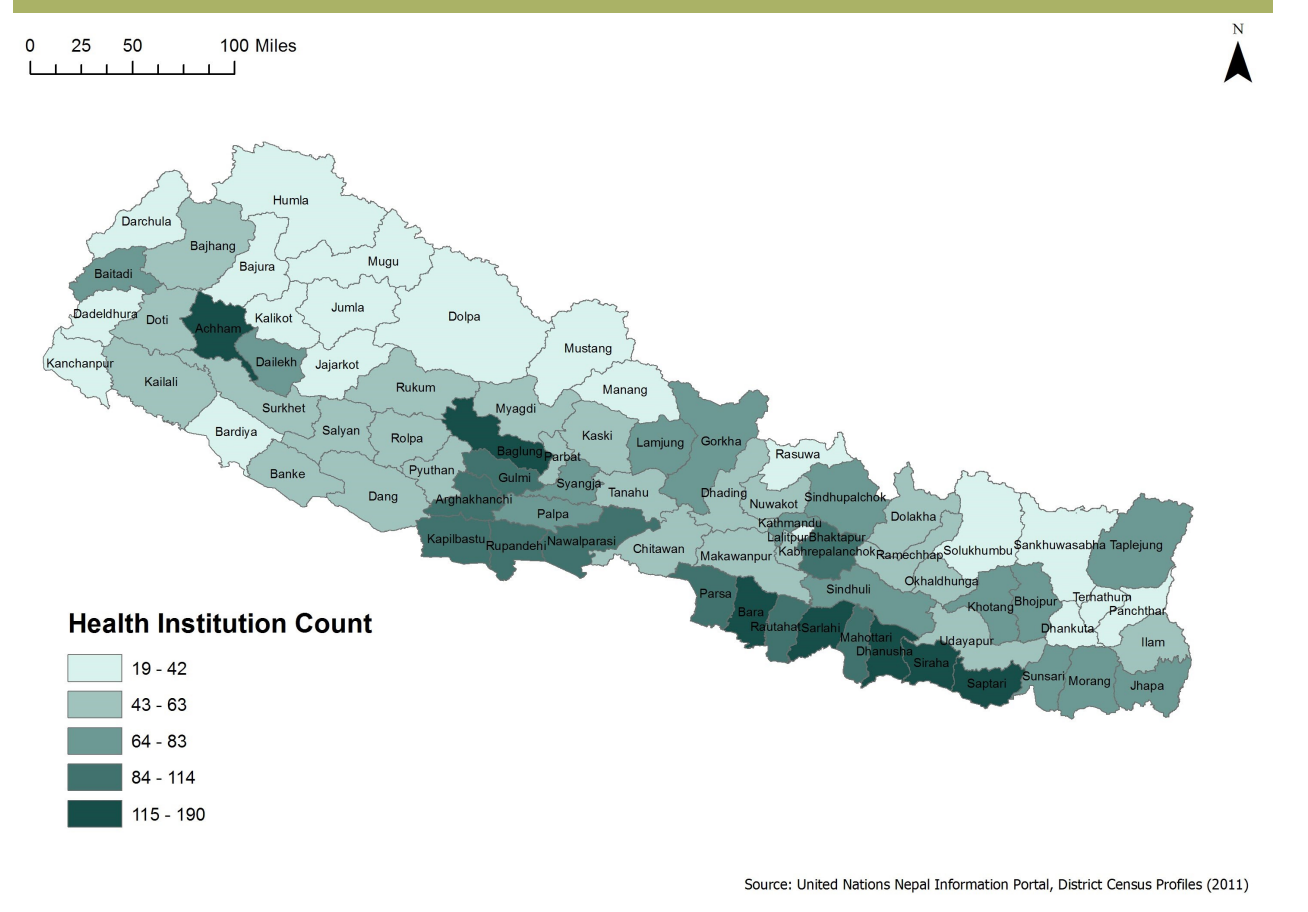 0 25 50 100 Miles
N
Humla
Darchula
Bajhang
Mugu
Bajura
Baitadi
Jumla
Dadeldhura
Doti
Kalikot
Dolpa
Achham
Mustang
Kanchanpur
Dailekh
Jajarkot
Kailali
Rukum
Manang
Surkhet
Myagdi
Bardiya
Salyan
Rolpa
Kaski
Lamjung
Gorkha
Baglung
Parbat
Rasuwa
Banke
Pyuthan
Gulmi
Syangja
Tanahu
Dhading
Dang
Arghakhanchi
Nuwakot
Sindhupalchok
Palpa
Kathmandu
Dolakha
Kapilbastu
Rupandehi
Nawalparasi
Lalitpur
Bhaktapur
Chitawan
Makawanpur
Kabhrepalanchok
Ramechhap
Solukhumbu
Sankhuwasabha
Taplejung
Okhaldhunga
Parsa
Sindhuli
Khotang
Bhojpur
Terhathum
Panchthar
Bara
Rautahat
Sarlahi
Mahottari
Dhanusha
Dhankuta
Udayapur
Ilam
Siraha
Saptari
Sunsari
Morang
Jhapa
Health Institution Count
19 - 42
43 - 63
64 - 83
84 - 114
115 - 190
Source: United Nations Nepal Information Portal, District Census Profiles (2011)